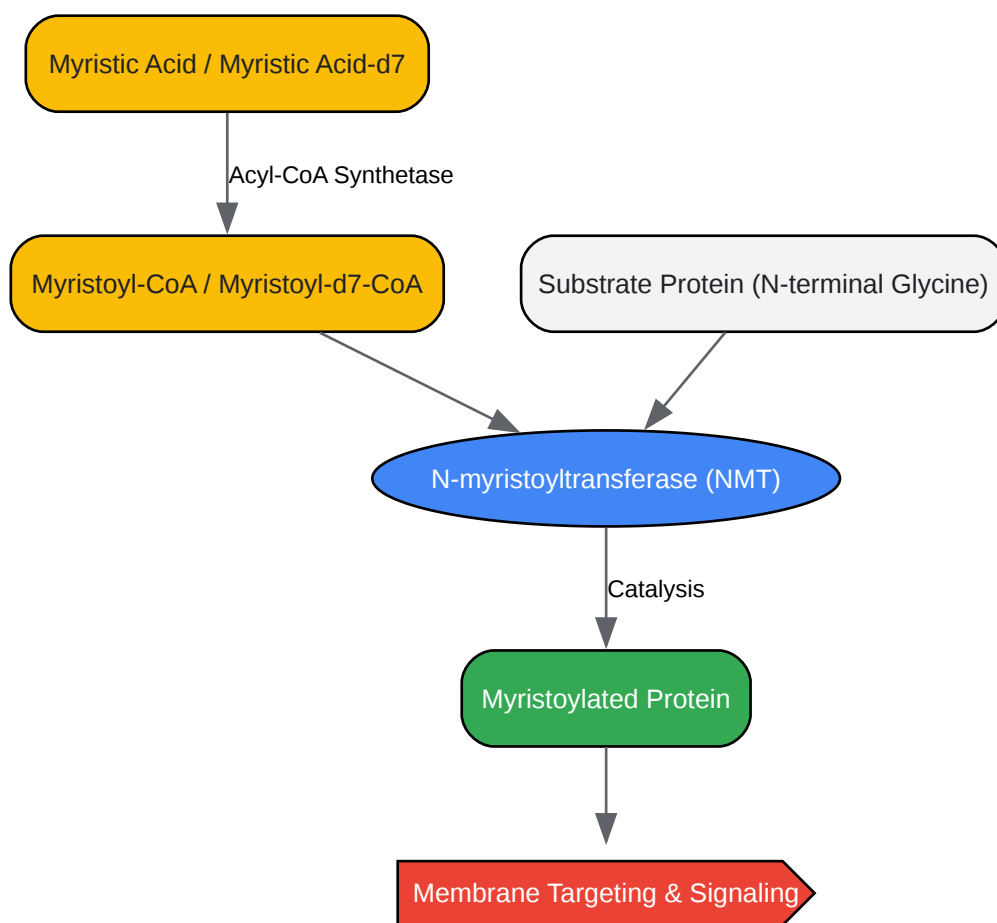 Myristic Acid / Myristic Acid-d7
Acyl-CoA Synthetase
Myristoyl-CoA / Myristoyl-d7-CoA
Substrate Protein (N-terminal Glycine)
N-myristoyltransferase (NMT)
Catalysis
Myristoylated Protein
Membrane Targeting & Signaling